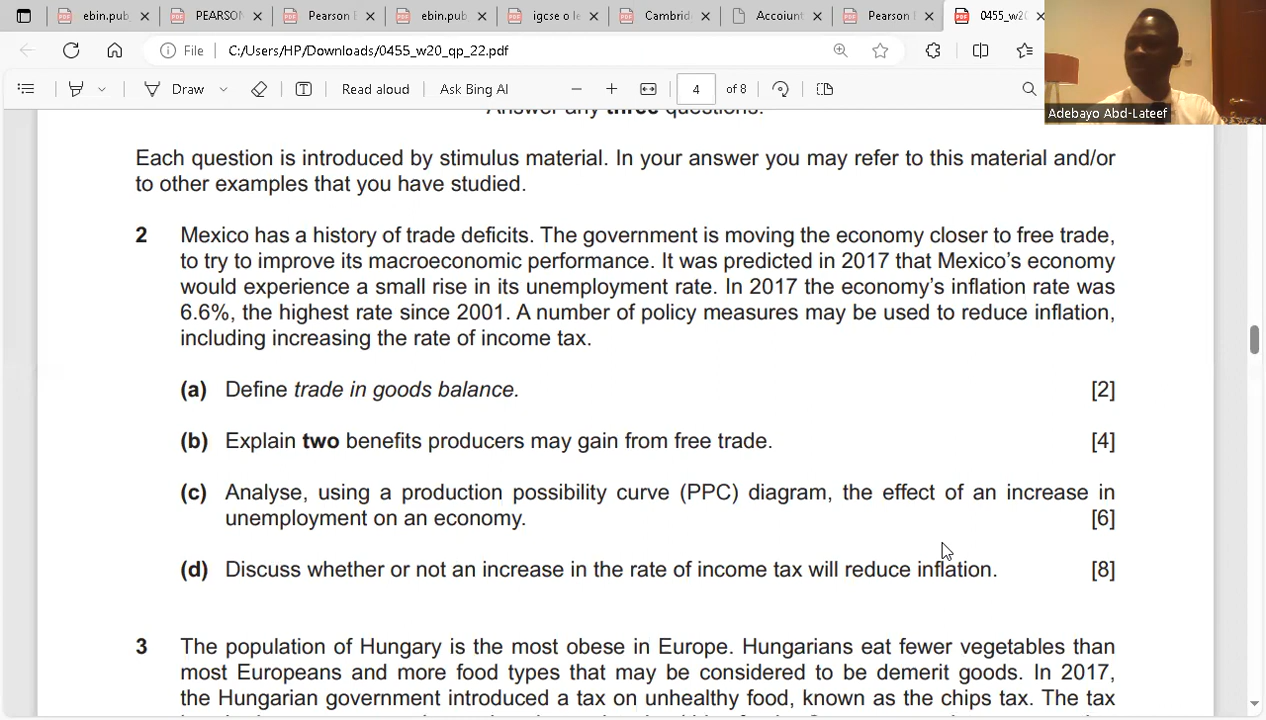 ebin.pub
PEARSON
Pearson
ebin.pub
igcse o le
Cambrid
Account
Pearson
0455_w20
File
C:/Users/HP/Downloads/0455_w20_qp_22.pdf
Draw
Read aloud
Ask Bing AI
4
of 8
Adebayo Abd-Lateef
Answer any three questions.
Each question is introduced by stimulus material. In your answer you may refer to this material and/or
to other examples that you have studied.
2 Mexico has a history of trade deficits. The government is moving the economy closer to free trade,
to try to improve its macroeconomic performance. It was predicted in 2017 that Mexico's economy
would experience a small rise in its unemployment rate. In 2017 the economy's inflation rate was
6.6%, the highest rate since 2001. A number of policy measures may be used to reduce inflation,
including increasing the rate of income tax.
(a) Define trade in goods balance. [2]
(b) Explain two benefits producers may gain from free trade. [4]
(c) Analyse, using a production possibility curve (PPC) diagram, the effect of an increase in
unemployment on an economy. [6]
(d) Discuss whether or not an increase in the rate of income tax will reduce inflation. [8]
3 The population of Hungary is the most obese in Europe. Hungarians eat fewer vegetables than
most Europeans and more food types that may be considered to be demerit goods. In 2017,
the Hungarian government introduced a tax on unhealthy food, known as the chips tax. The tax